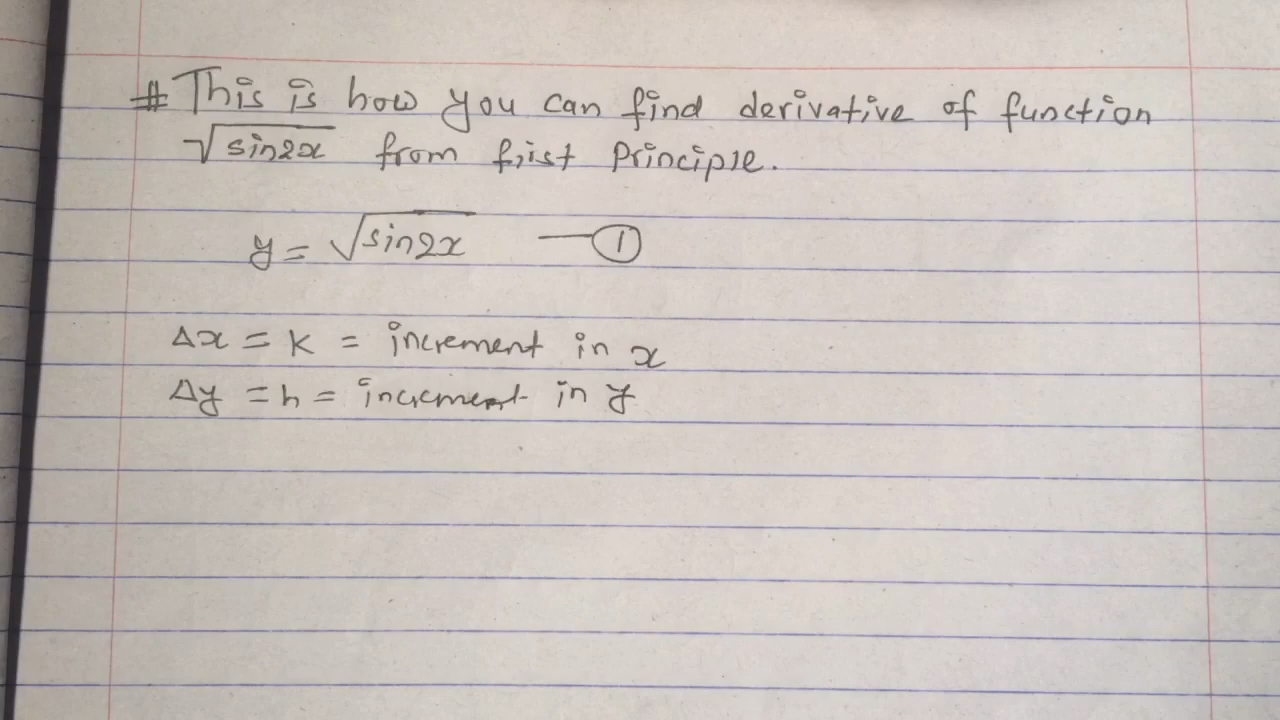 # This is how you can find derivative of function
√sin2x from first Principle.
y = √sin2x —①
Δx = k = increment in x
Δy = h = increment in y